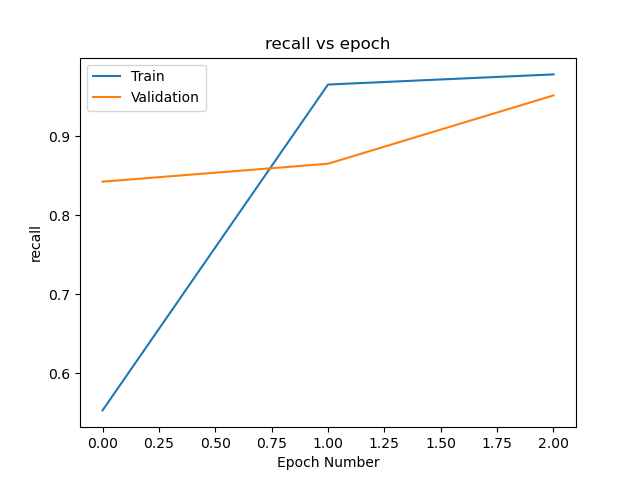 recall vs epoch
Train
Validation
0.9
0.8
0.7
0.6
recall
0.00 0.25 0.50 0.75 1.00 1.25 1.50 1.75 2.00
Epoch Number